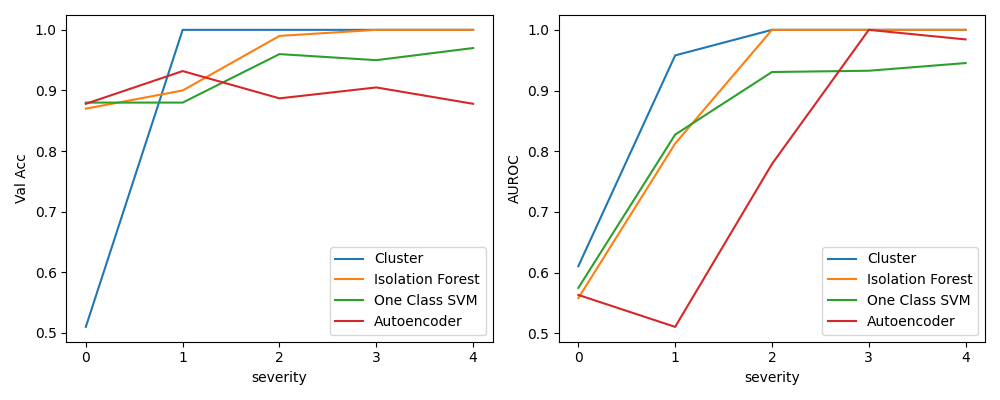 Val Acc
1.0
0.9
0.8
0.7
0.6
0.5
0 1 2 3 4
severity
Cluster
Isolation Forest
One Class SVM
Autoencoder
AUROC
1.0
0.9
0.8
0.7
0.6
0.5
0 1 2 3 4
severity
Cluster
Isolation Forest
One Class SVM
Autoencoder